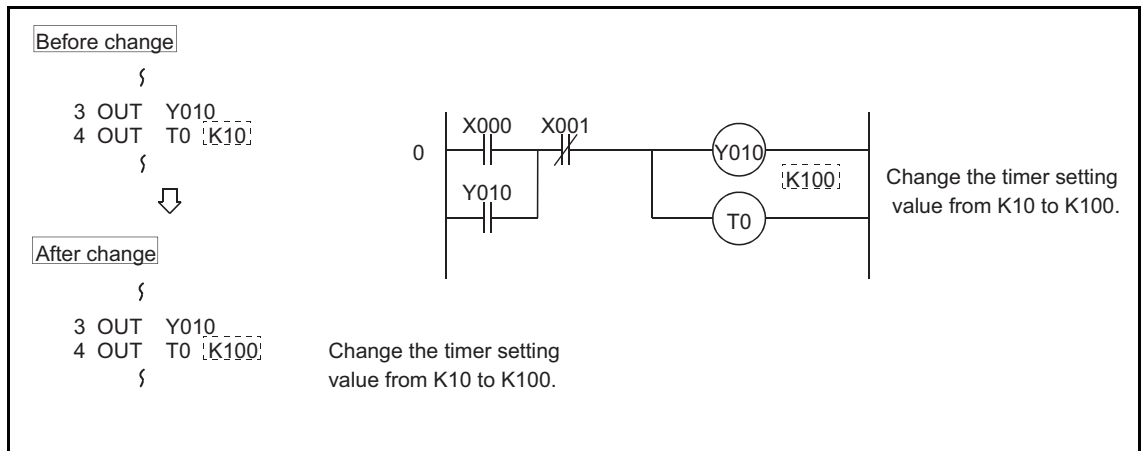 Before change
3 OUT Y010
4 OUT T0 K10
After change
3 OUT Y010
4 OUT T0 K100
Change the timer setting
value from K10 to K100.
X000 X001
0
Y010
K100
Y010
T0
Change the timer setting
value from K10 to K100.